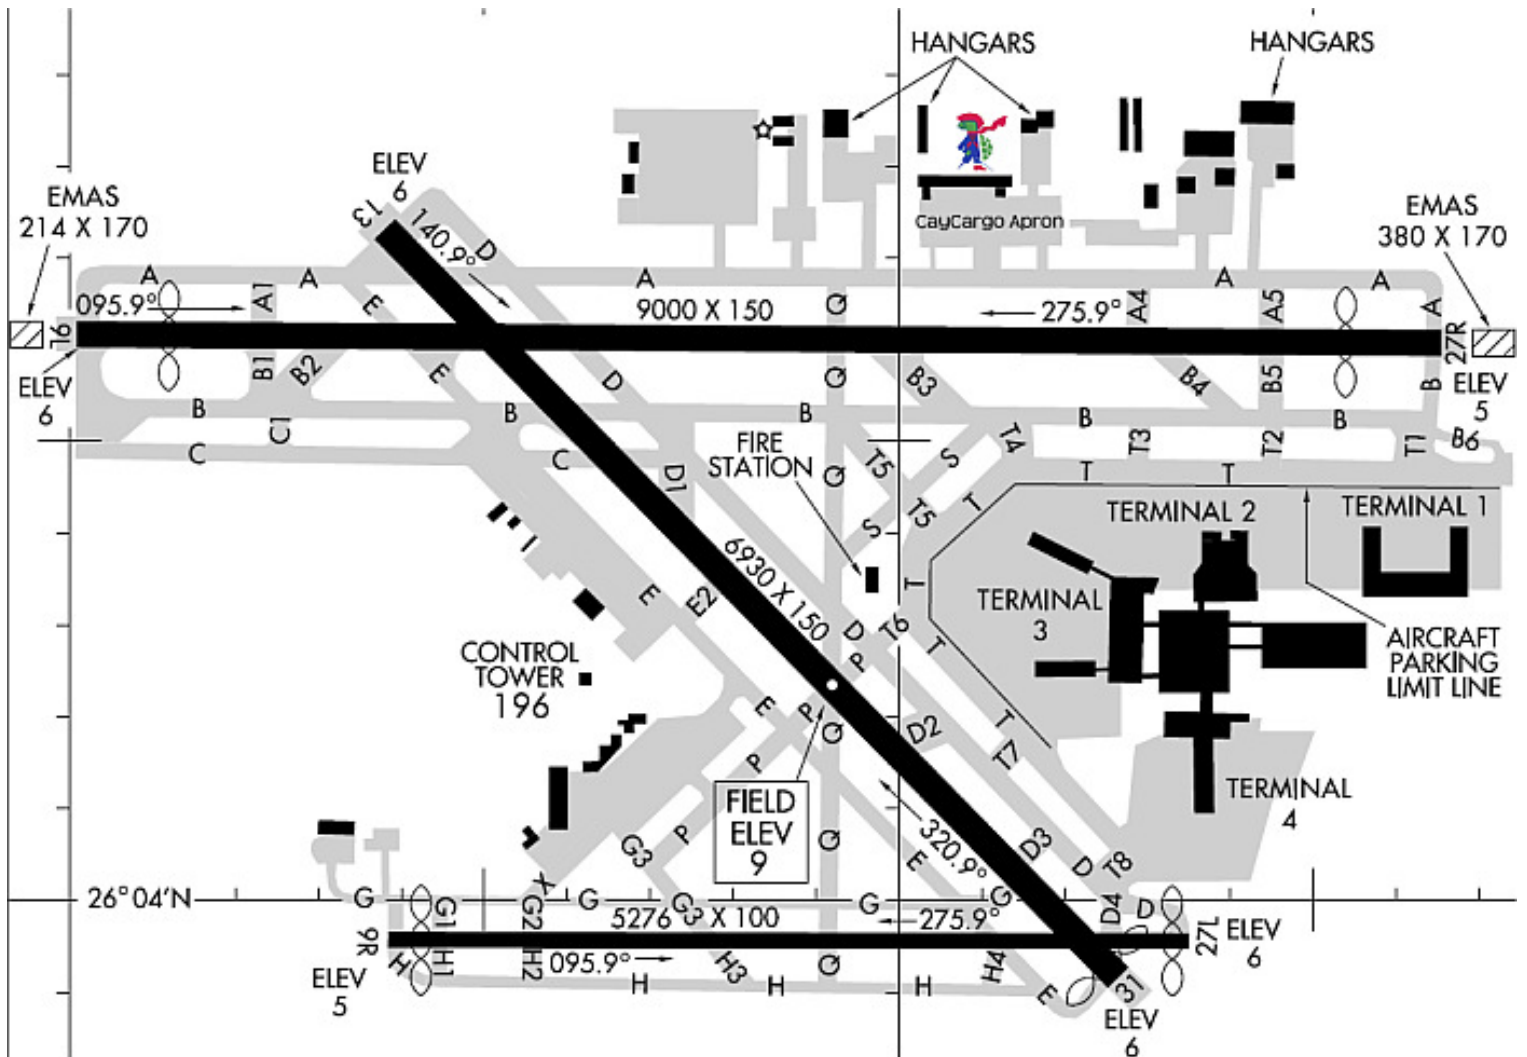 HANGARS
HANGARS
ELEV
6
EMAS
214 X 170
EMAS
380 X 170
CayCargo Apron
13
140.9°
D
A
A
A
A
A
A
095.9°
A1
E
9000 X 150
Q
275.9°
A4
A5
9L
27R
ELEV
6
B1
B2
E
D
Q
B3
B4
B5
B
ELEV
5
B
C1
B
B
B
B
T4
T3
T2
T1
B6
C
C
D1
FIRE
STATION
Q
T5
S
T
T
T
S
T5
TERMINAL 2
TERMINAL 1
6930 X 150
E
E2
T
TERMINAL
3
D
T6
P
T
AIRCRAFT
PARKING
LIMIT LINE
CONTROL
TOWER
196
E
P
Q
D2
T
T7
P
TERMINAL
4
FIELD
ELEV
9
P
G3
Q
320.9°
E
D3
D
T8
26°04'N
G
X
G
G
G
G1
G2
G3
D4
D
5276 X 100
275.9°
9R
27L
ELEV
6
H
H1
H2
095.9°
H3
Q
H4
ELEV
5
H
H
H
E
31
ELEV
6